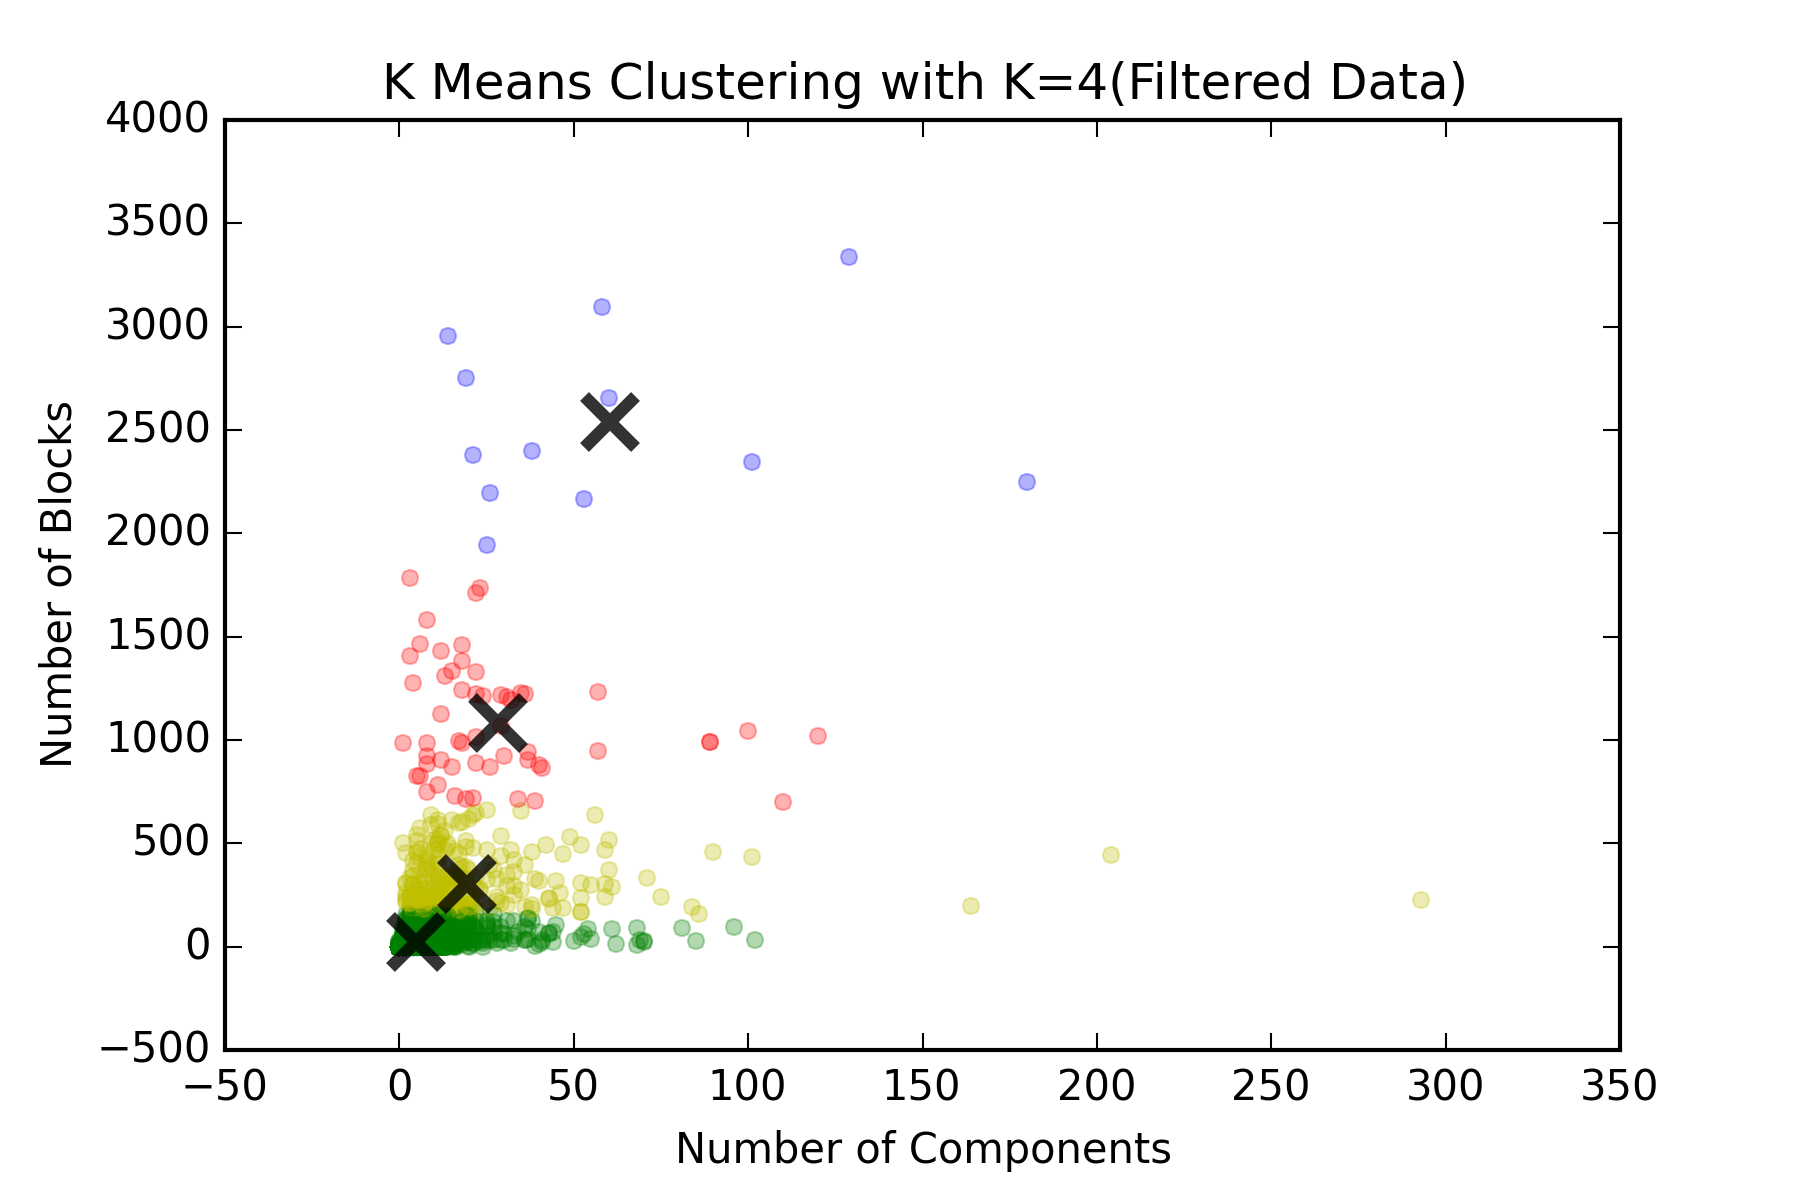 K Means Clustering with K=4(Filtered Data)
4000
3500
3000
2500
2000
1500
1000
500
0
−500
−50 0 50 100 150 200 250 300 350
Number of Blocks
Number of Components